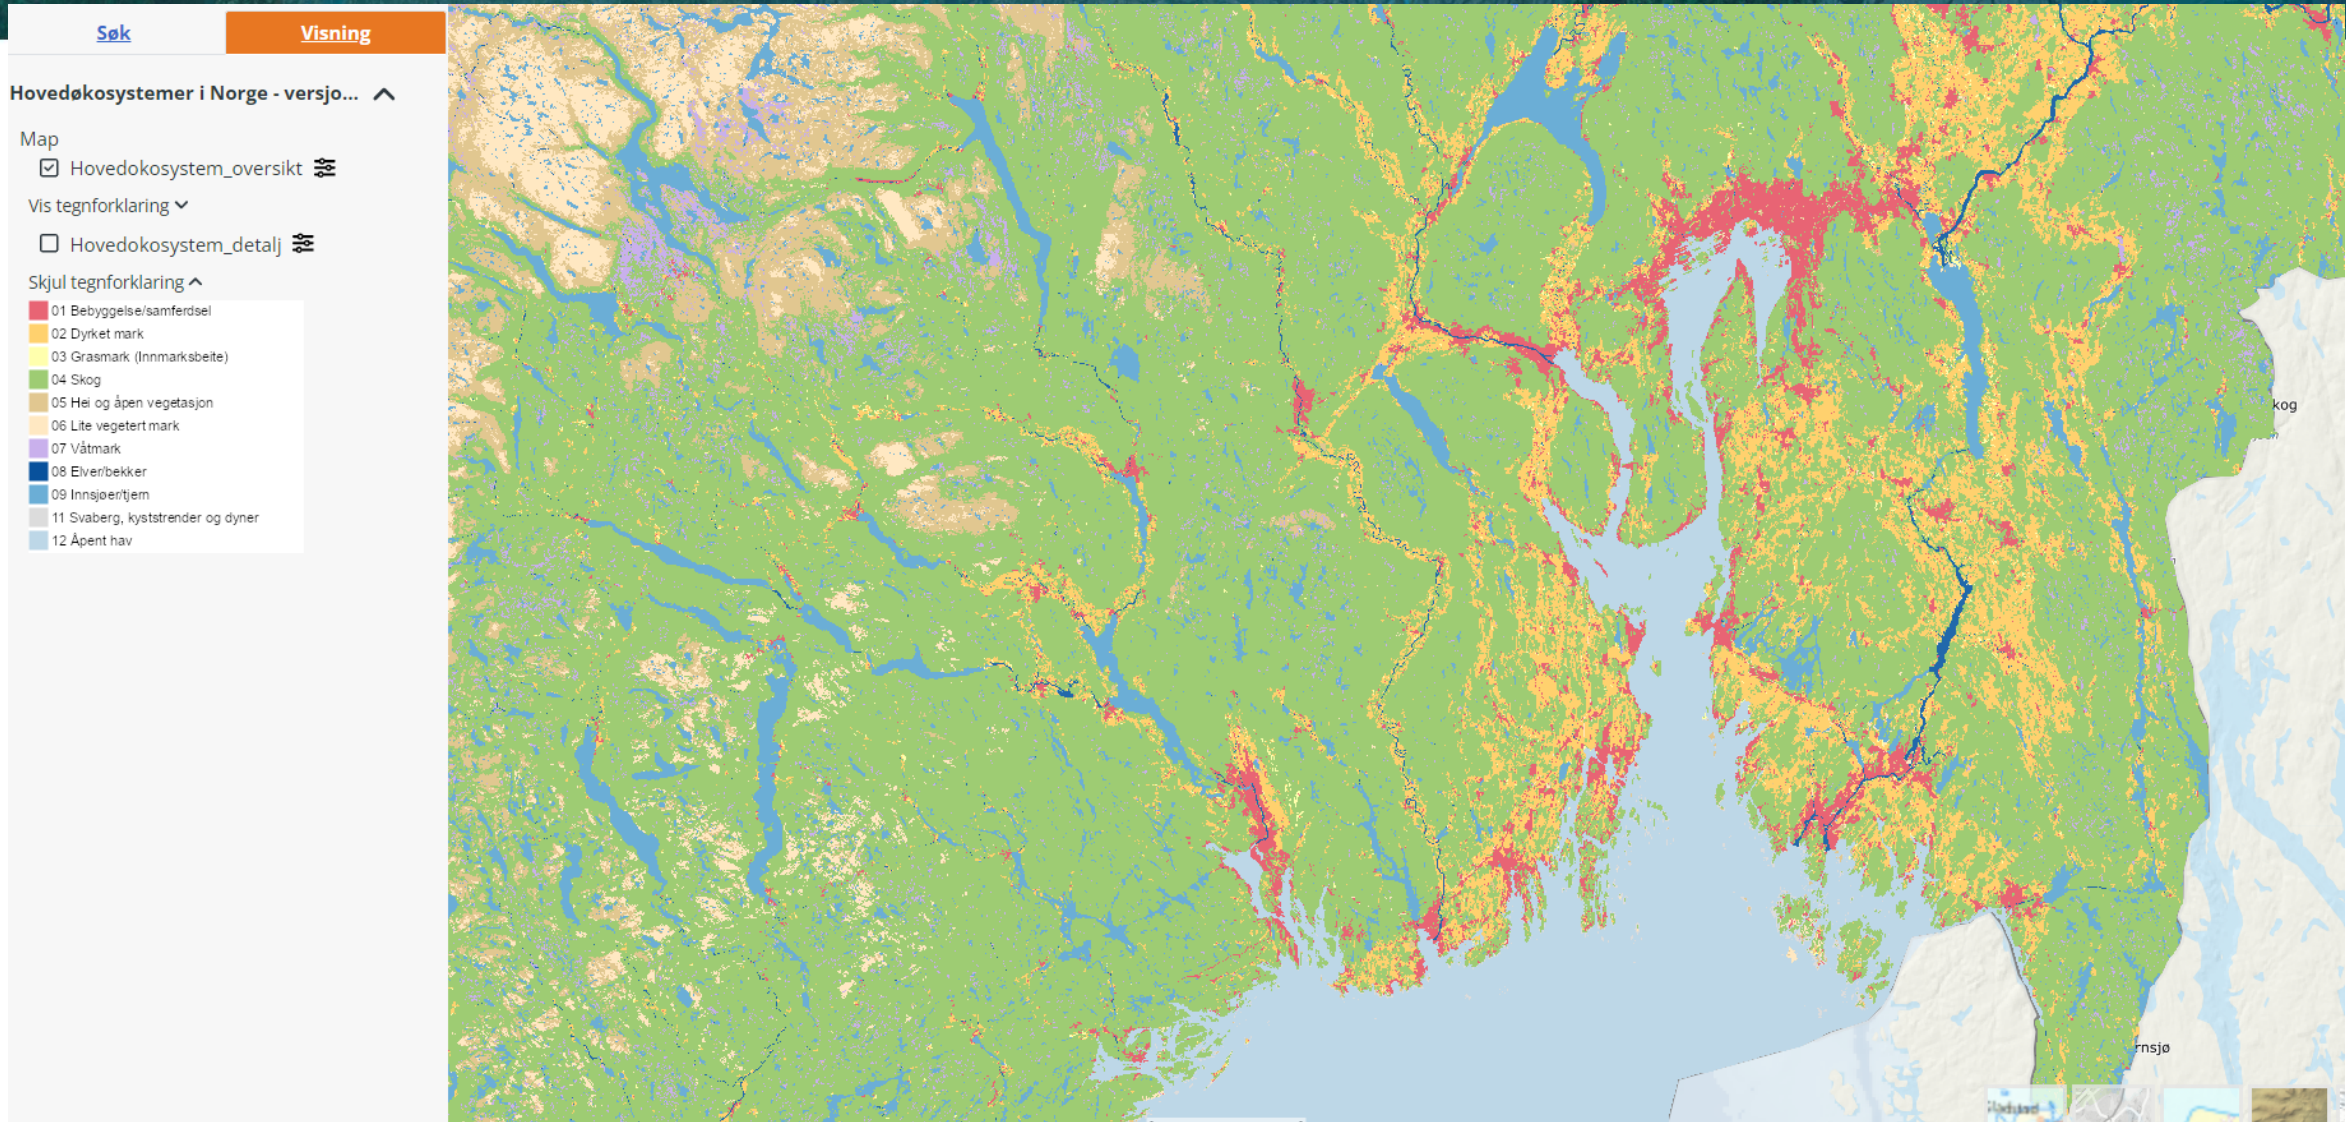 Søk
Visning
Hovedøkosystemer i Norge - versjo...
Map
Hovedokosystem_oversikt
Vis tegnforklaring
Hovedokosystem_detalj
Skjul tegnforklaring
01 Bebyggelse/samferdsel
02 Dyrket mark
03 Grasmark (Innmarksbeite)
04 Skog
05 Hei og åpen vegetasjon
06 Lite vegetert mark
07 Våtmark
08 Elver/bekker
09 Innsjøer/tjern
11 Svaberg, kyststrender og dyner
12 Åpent hav
kog
rnsjø